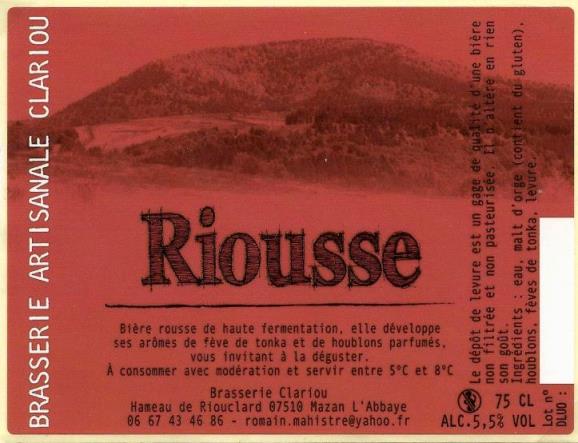 BRASSERIE ARTISANALE CLARIOU
Riousse
Bière rousse de haute fermentation, elle développe
ses arômes de fève de tonka et de houblons parfumés,
vous invitant à la déguster.
À consommer avec modération et servir entre 5°C et 8°C
Brasserie Clariou
Hameau de Riouclard 07510 Mazan L'Abbaye
06 67 43 46 86 - romain.mahistre@yahoo.fr
Le dépôt de levure est un gage de qualité d'une bière
non filtrée et non pasteurisée. Il n'altère en rien
son goût.
Ingrédients : eau, malt d'orge (contient du gluten),
houblons, fèves de tonka, levure.
75 CL
ALC.5,5% VOL
Lot n°
DLUO :